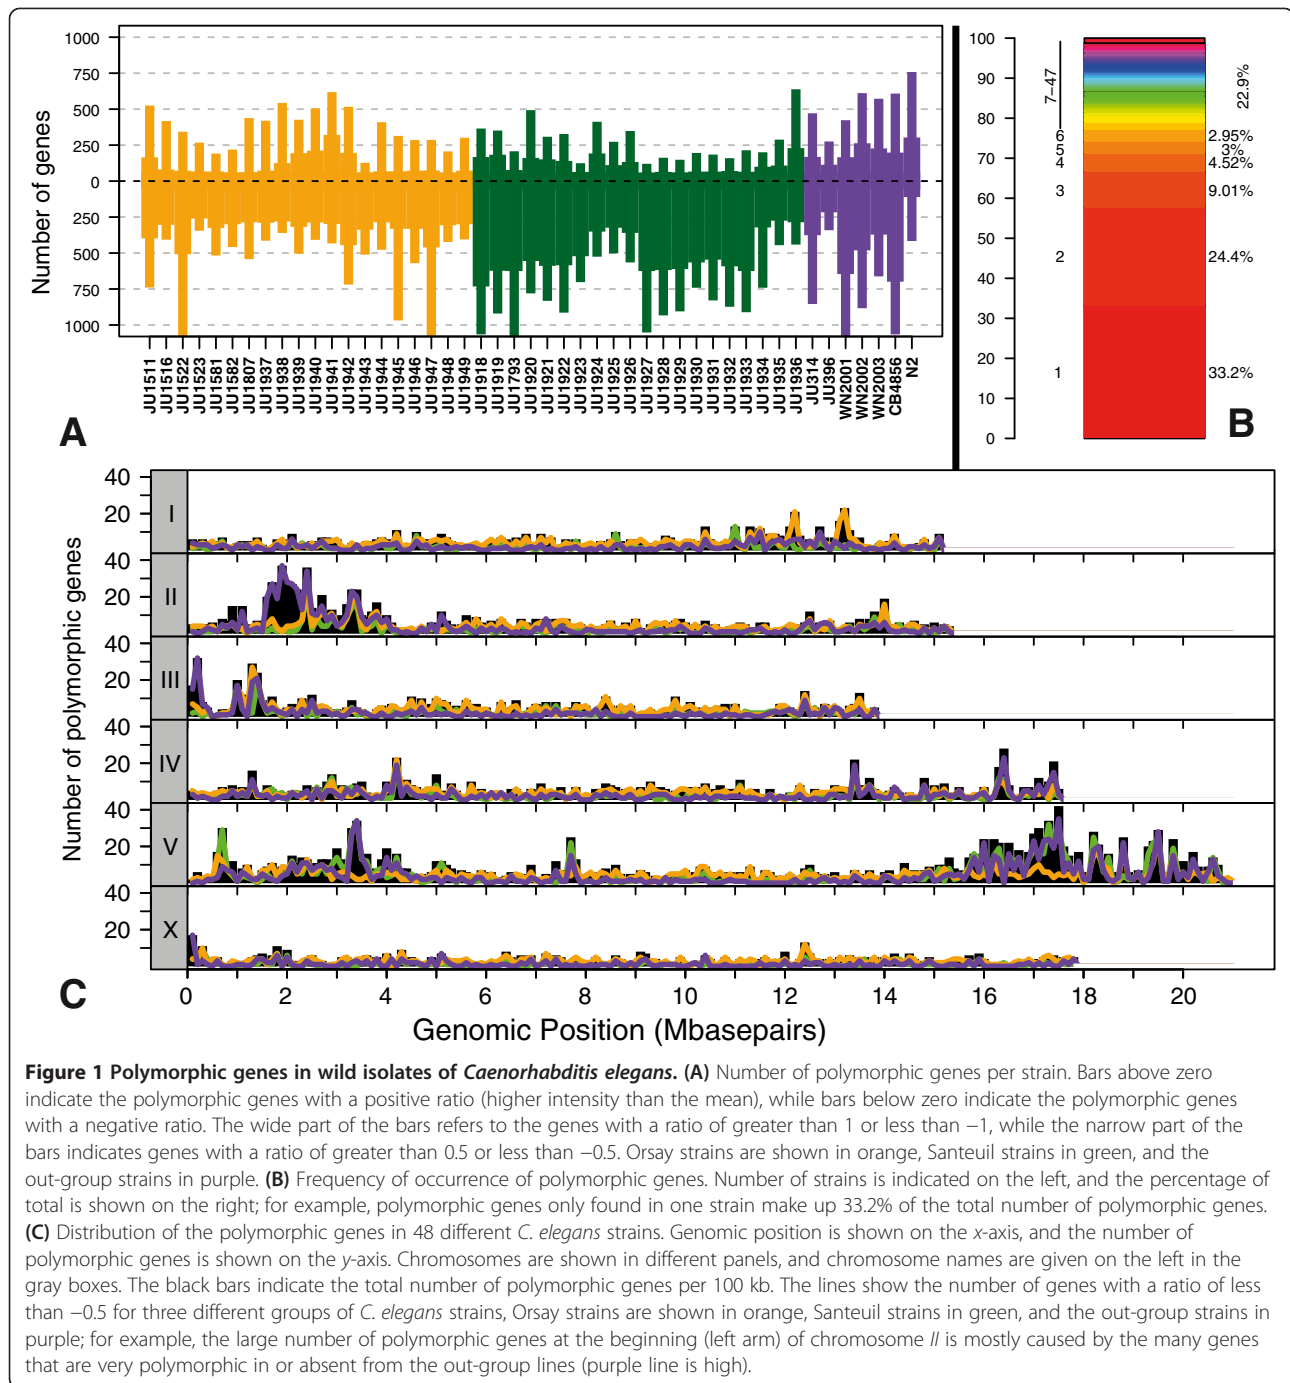 1000
750
500
250
0
250
500
750
1000
Number of genes
JU1511
JU1516
JU1522
JU1523
JU1581
JU1582
JU1807
JU1937
JU1938
JU1939
JU1940
JU1941
JU1942
JU1943
JU1944
JU1945
JU1946
JU1947
JU1948
JU1949
JU1918
JU1919
JU1793
JU1920
JU1921
JU1922
JU1923
JU1924
JU1925
JU1926
JU1927
JU1928
JU1929
JU1930
JU1931
JU1932
JU1933
JU1934
JU1935
JU1936
JU314
JU396
WN2001
WN2002
WN2003
CB4856
N2
A
100
90
80
70
60
50
40
30
20
10
0
7–47
6
5
4
3
2
1
22.9%
2.95%
3%
4.52%
9.01%
24.4%
33.2%
B
Number of polymorphic genes
40
20
I
40
20
II
40
20
III
40
20
IV
40
20
V
40
20
X
0 2 4 6 8 10 12 14 16 18 20
Genomic Position (Mbasepairs)
C
Figure 1 Polymorphic genes in wild isolates of Caenorhabditis elegans. (A) Number of polymorphic genes per strain. Bars above zero
indicate the polymorphic genes with a positive ratio (higher intensity than the mean), while bars below zero indicate the polymorphic genes
with a negative ratio. The wide part of the bars refers to the genes with a ratio of greater than 1 or less than −1, while the narrow part of the
bars indicates genes with a ratio of greater than 0.5 or less than −0.5. Orsay strains are shown in orange, Santeuil strains in green, and the
out-group strains in purple. (B) Frequency of occurrence of polymorphic genes. Number of strains is indicated on the left, and the percentage of
total is shown on the right; for example, polymorphic genes only found in one strain make up 33.2% of the total number of polymorphic genes.
(C) Distribution of the polymorphic genes in 48 different C. elegans strains. Genomic position is shown on the x-axis, and the number of
polymorphic genes is shown on the y-axis. Chromosomes are shown in different panels, and chromosome names are given on the left in the
gray boxes. The black bars indicate the total number of polymorphic genes per 100 kb. The lines show the number of genes with a ratio of less
than −0.5 for three different groups of C. elegans strains, Orsay strains are shown in orange, Santeuil strains in green, and the out-group strains in
purple; for example, the large number of polymorphic genes at the beginning (left arm) of chromosome II is mostly caused by the many genes
that are very polymorphic in or absent from the out-group lines (purple line is high).